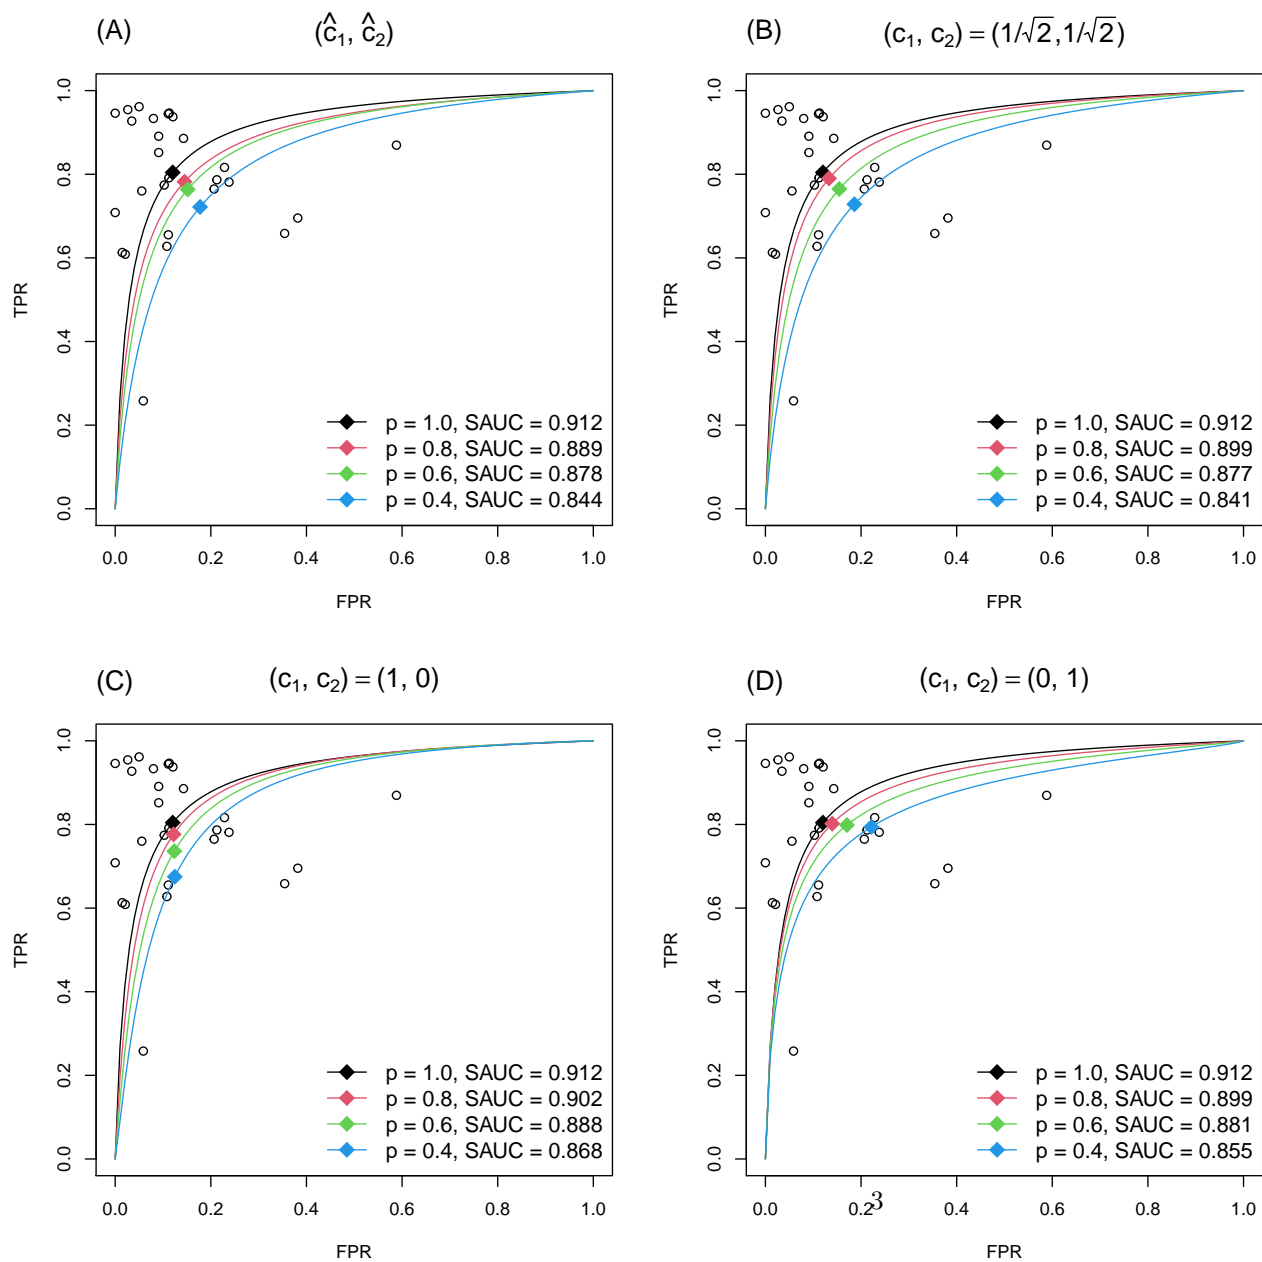 (A)
(ĉ₁, ĉ₂)
1.0
0.8
0.6
0.4
0.2
0.0
TPR
p = 1.0, SAUC = 0.912
p = 0.8, SAUC = 0.889
p = 0.6, SAUC = 0.878
p = 0.4, SAUC = 0.844
0.0 0.2 0.4 0.6 0.8 1.0
FPR
(B)
(c₁, c₂) = (1/√2,1/√2)
1.0
0.8
0.6
0.4
0.2
0.0
TPR
p = 1.0, SAUC = 0.912
p = 0.8, SAUC = 0.899
p = 0.6, SAUC = 0.877
p = 0.4, SAUC = 0.841
0.0 0.2 0.4 0.6 0.8 1.0
FPR
(C)
(c₁, c₂) = (1, 0)
1.0
0.8
0.6
0.4
0.2
0.0
TPR
p = 1.0, SAUC = 0.912
p = 0.8, SAUC = 0.902
p = 0.6, SAUC = 0.888
p = 0.4, SAUC = 0.868
0.0 0.2 0.4 0.6 0.8 1.0
FPR
(D)
(c₁, c₂) = (0, 1)
1.0
0.8
0.6
0.4
0.2
0.0
TPR
p = 1.0, SAUC = 0.912
p = 0.8, SAUC = 0.899
p = 0.6, SAUC = 0.881
p = 0.4, SAUC = 0.855
0.0 0.2 0.4 0.6 0.8 1.0
3
FPR